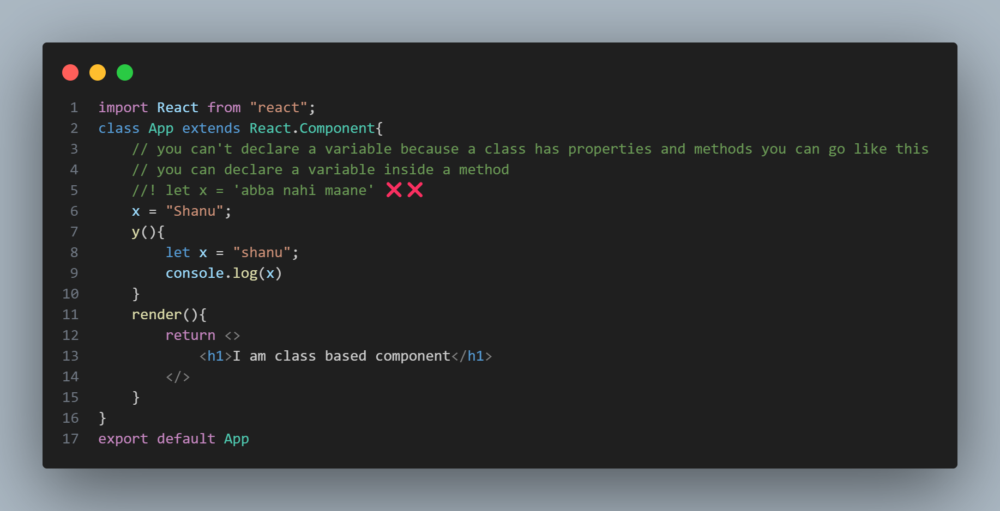 1 import React from "react";
2 class App extends React.Component{
3     // you can't declare a variable because a class has properties and methods you can go like this
4     // you can declare a variable inside a method
5     //! let x = 'abba nahi maane' ❌❌
6     x = "Shanu";
7     y(){
8         let x = "shanu";
9         console.log(x)
10     }
11     render(){
12         return <>
13             <h1>I am class based component</h1>
14         </>
15     }
16 }
17 export default App